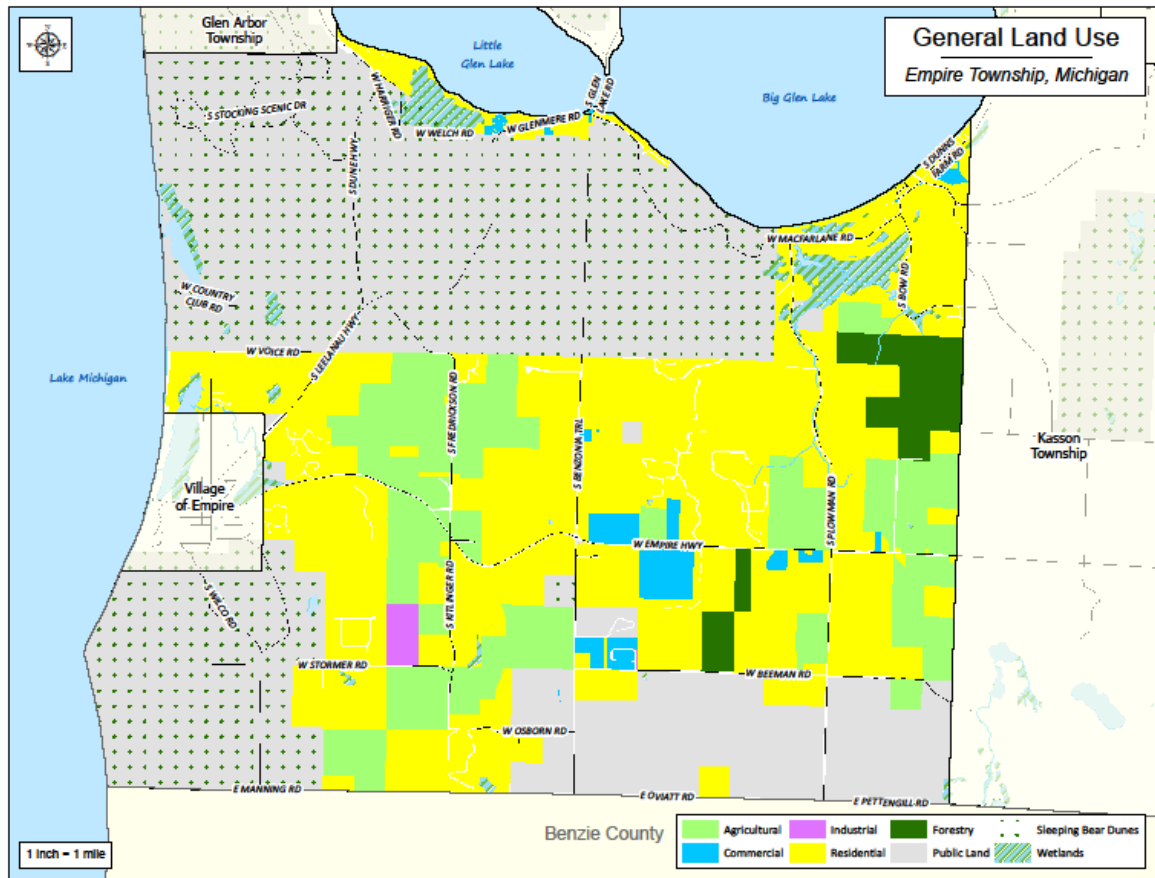 Glen Arbor
Township
Little
Glen Lake
General Land Use
Empire Township, Michigan
Big Glen Lake
S GLEN
LAKE RD
W HARRIGER RD
S STOCKING SCENIC DR
W WELCH RD
W GLENMERE RD
S DUNEHWY
S DUNNS
FARM RD
W MACFARLANE RD
S BOW RD
W COUNTRY
CLUB RD
W VOICE RD
S LEELANAU HWY
Lake Michigan
S FREDRICKSON RD
S BENZONIA TRL
Kasson
Township
Village
of Empire
S PLOWMAN RD
W EMPIRE HWY
S WILCO RD
S KITLINGER RD
W STORMER RD
W BEEMAN RD
W OSBORN RD
E MANNING RD
E OVIATT RD
E PETTENGILL RD
Benzie County
Agricultural
Industrial
Forestry
Sleeping Bear Dunes
Commercial
Residential
Public Land
Wetlands
1 inch = 1 mile